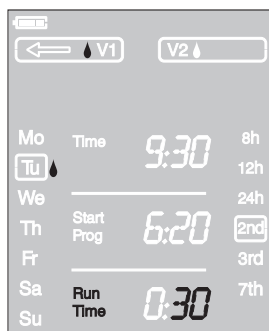 V1 V2
Mo Time 9:30 8h
Tu 12h
We 24h
Th Start Prog 6:20 2nd
Fr 3rd
Sa Run Time 0:30 7th
Su